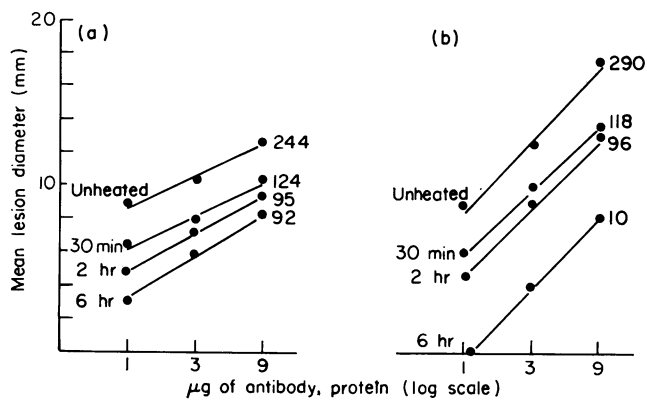 20
(a)
(b)
Mean lesion diameter (mm)
290
244
118
124
96
Unheated
10
95
Unheated
92
10
30 min
30 min
2 hr
2 hr
6 hr
6 hr
1 3 9
1 3 9
μg of antibody, protein (log scale)